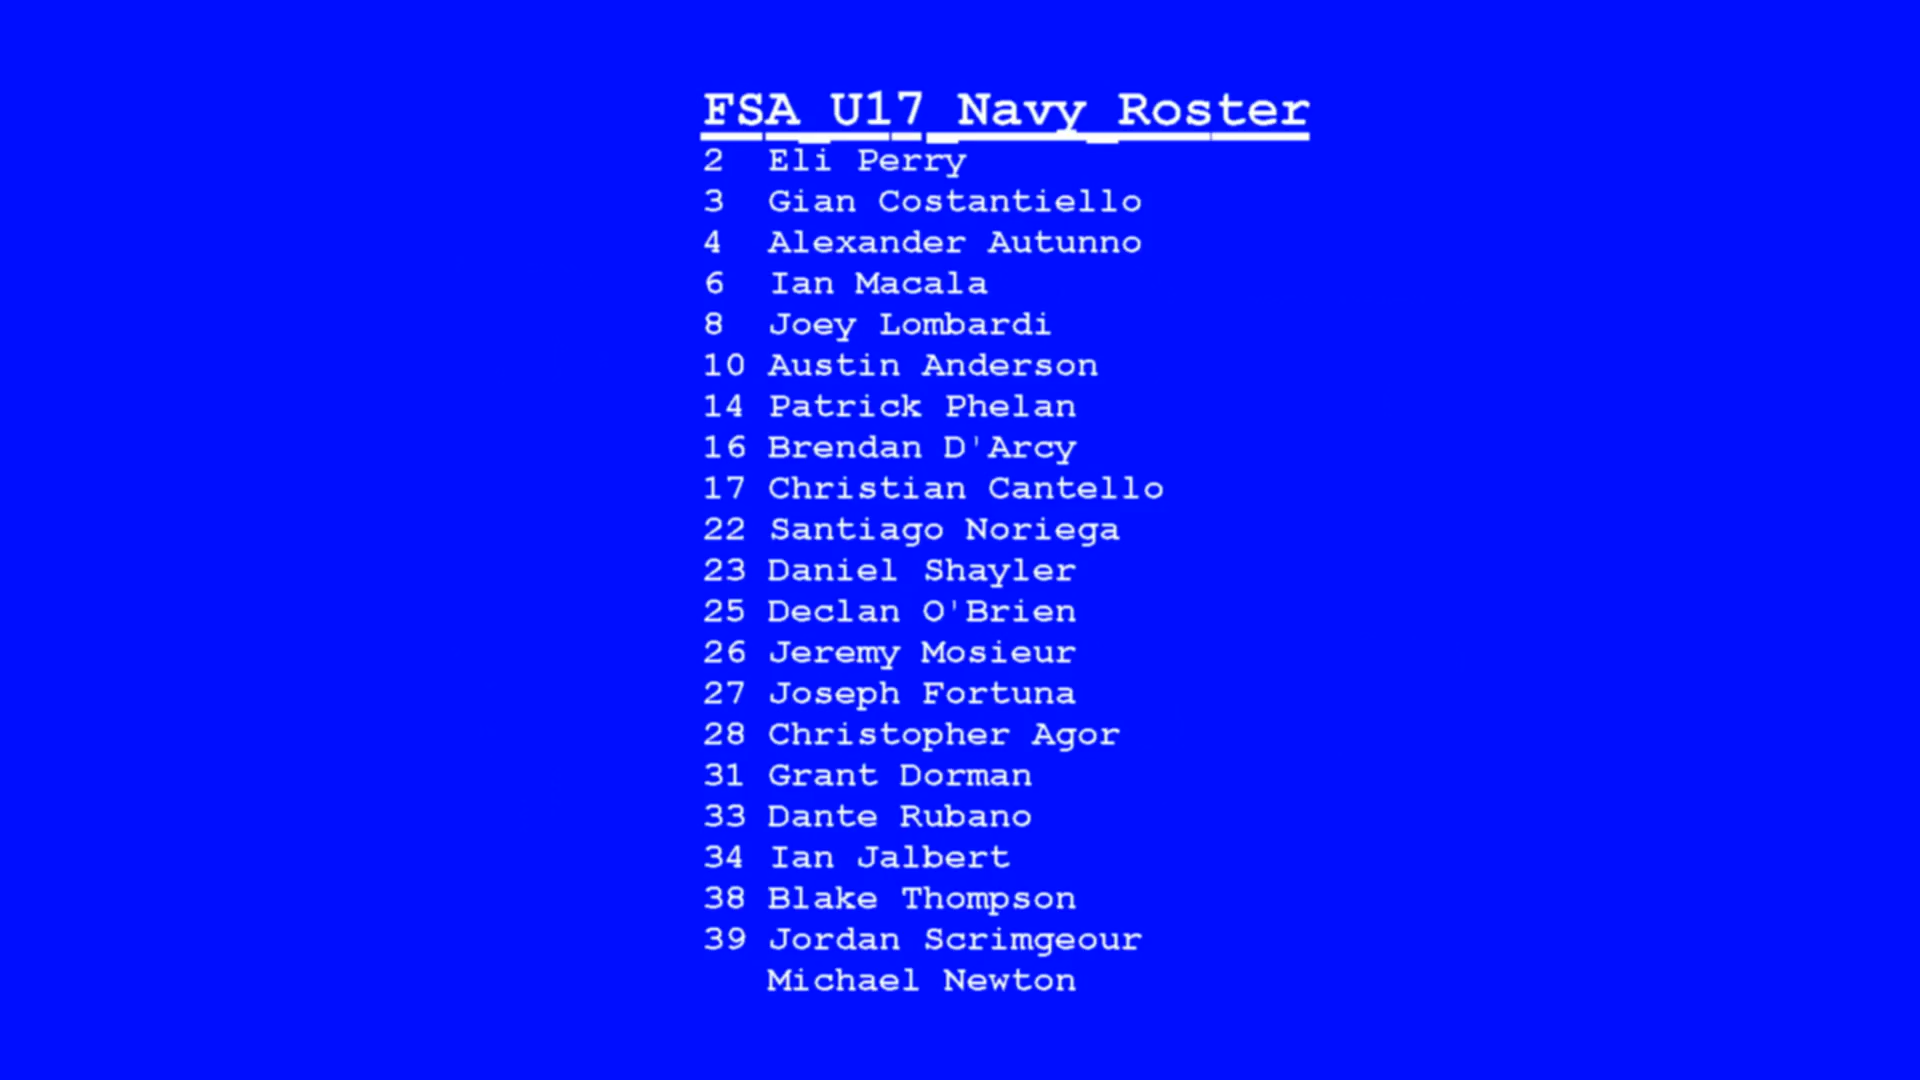 FSA U17 Navy Roster
2 Eli Perry
3 Gian Costantiello
4 Alexander Autunno
6 Ian Macala
8 Joey Lombardi
10 Austin Anderson
14 Patrick Phelan
16 Brendan D'Arcy
17 Christian Cantello
22 Santiago Noriega
23 Daniel Shayler
25 Declan O'Brien
26 Jeremy Mosieur
27 Joseph Fortuna
28 Christopher Agor
31 Grant Dorman
33 Dante Rubano
34 Ian Jalbert
38 Blake Thompson
39 Jordan Scrimgeour
Michael Newton